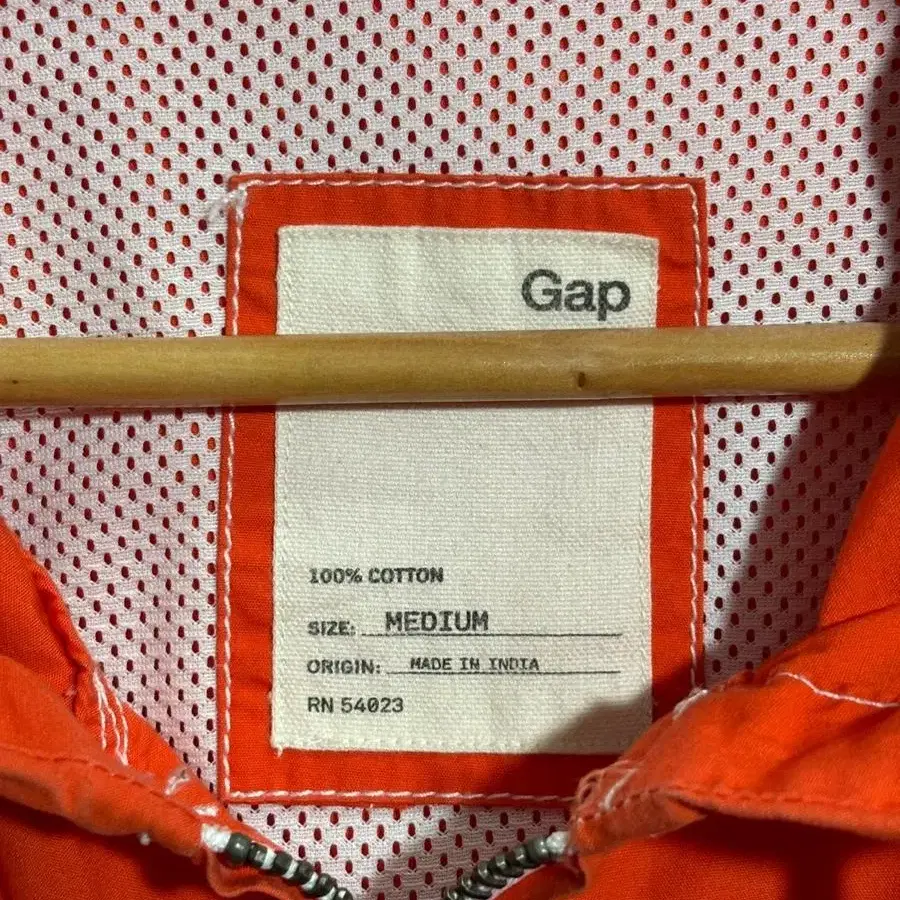 Gap
100% COTTON
SIZE: MEDIUM
ORIGIN: MADE IN INDIA
RN 54023